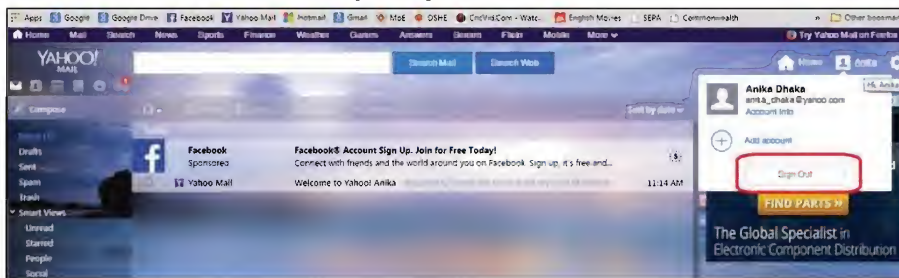 Apps Google Google Drive Facebook Yahoo Mail Hotmail Gmail MoE DSHE CricVid.Com - Watc... English Movies SEPA Commonwealth » Other bookmar
Home Mail Search News Sports Finance Weather Games Answers Screen Flickr Mobile More Try Yahoo Mail on Firefox
YAHOO!
MAIL
Search Mail Search Web
Home Anika
Hi, Anika
Anika Dhaka
anita_dhaka@yahoo.com
Account Info
Add account
Sign Out
Compose
Sort by date
Drafts
Sent
Spam
Trash
Smart Views
Unread
Starred
People
Social
Facebook
Sponsored
Facebook® Account Sign Up. Join for Free Today!
Connect with friends and the world around you on Facebook. Sign up, it's free and...
Yahoo Mail Welcome to Yahoo! Anika 11:14 AM
FIND PARTS »
The Global Specialist in
Electronic Component Distribution